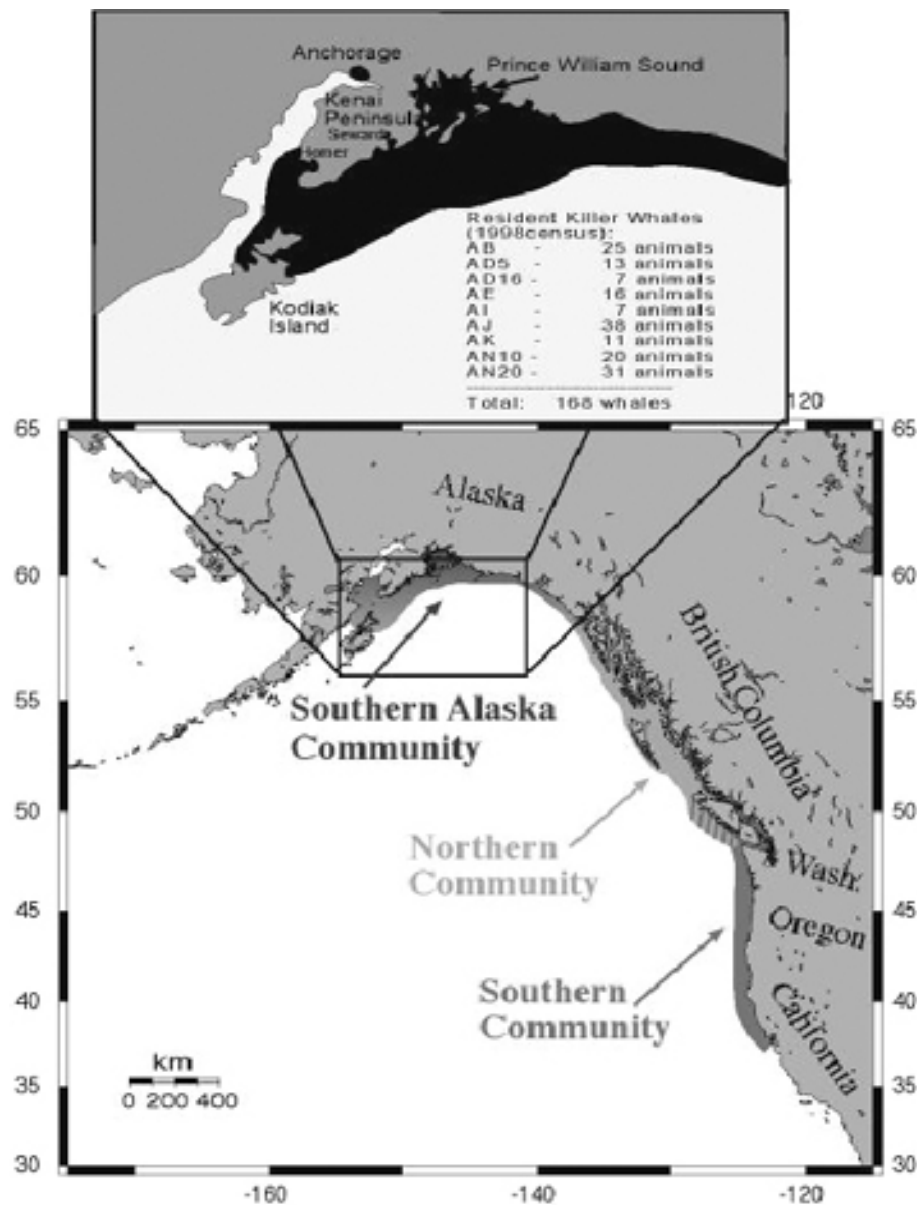 Anchorage
Prince William Sound
Kenai
Peninsul
Seward
Homer
Resident Killer Whales
(1998census):
AB - 25 animals
AD5 - 13 animals
AD16 - 7 animals
AE - 16 animals
AI - 7 animals
AJ - 38 animals
AK - 11 animals
AN10 - 20 animals
AN20 - 31 animals
Total: 168 whales
Kodiak
Island
120
65
65
Alaska
60
60
British Columbia
Southern Alaska
Community
55
55
50
50
Northern
Community
Wash.
45
45
Oregon
Southern
Community
40
40
California
km
0 200 400
35
35
30
30
-160
-140
-120